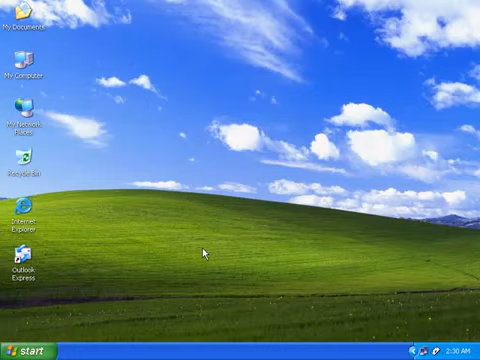 My Documents
My Computer
My Network
Places
Recycle Bin
Internet
Explorer
Outlook
Express
start
2:30 AM